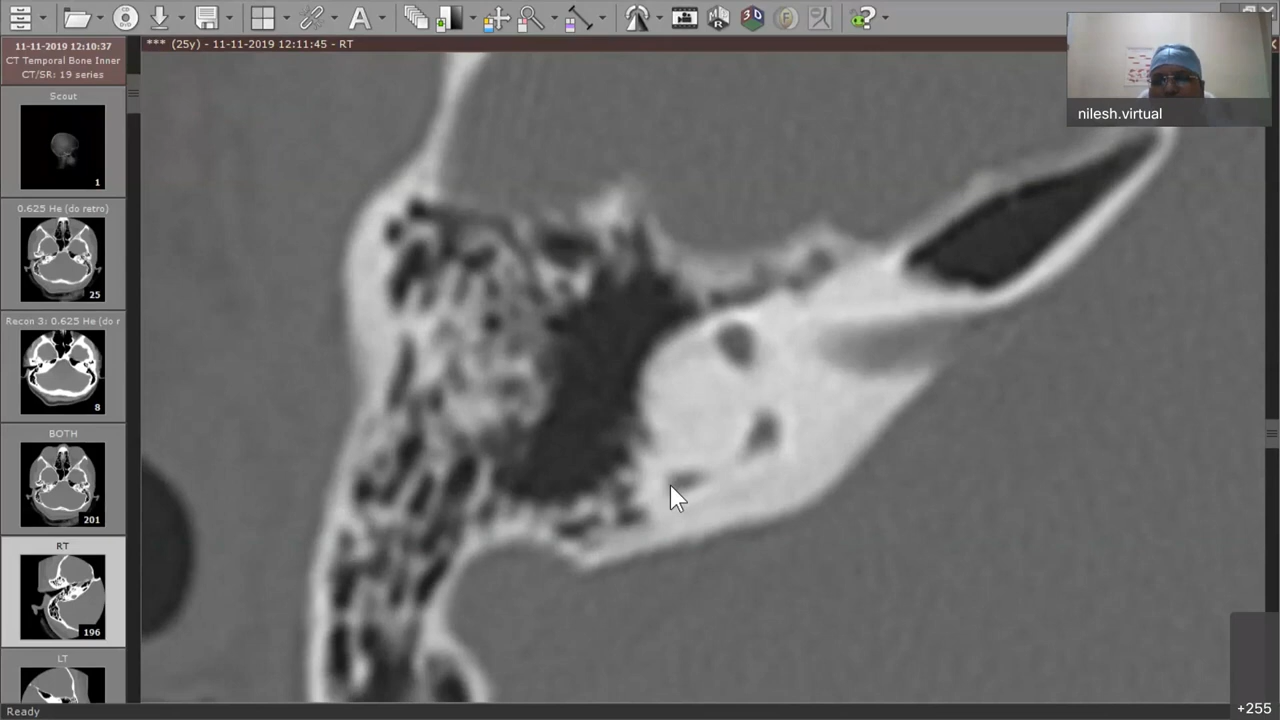 *** (25y) - 11-11-2019 12:11:45 - RT
11-11-2019 12:10:37
CT Temporal Bone Inner
CT/SR: 19 series
Scout
1
0.625 He (do retro)
25
Recon 3: 0.625 He (do r
8
BOTH
201
RT
196
LT
nilesh.virtual
3D
MR
F
A
Ready
+255